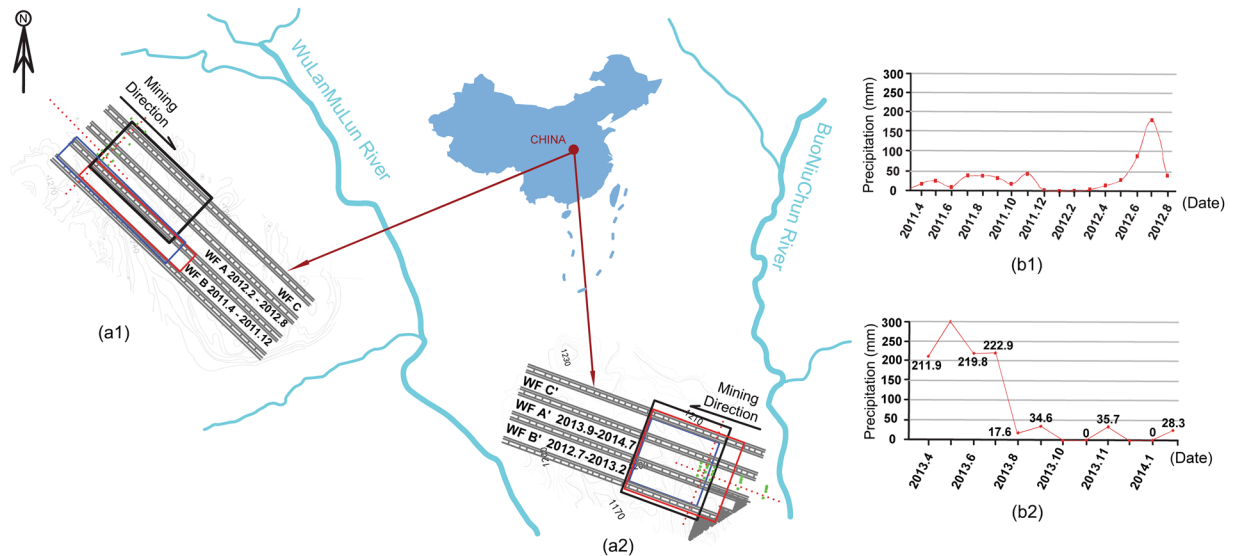 N
Mining
Direction
WuLanMuLun River
1270
WF A 2012.2 - 2012.8
WF B 2011.4 - 2011.12
WF C
(a1)
CHINA
BuoNiuChun River
1230
WF C'
WF A' 2013.9-2014.7
WF B' 2012.7-2013.2
Mining
Direction
1210
1170
(a2)
Precipitation (mm)
300
250
200
150
100
50
0
2011.4
2011.6
2011.8
2011.10
2011.12
2012.2
2012.4
2012.6
2012.8
(Date)
(b1)
Precipitation (mm)
300
250
200
150
100
50
0
211.9
219.8
222.9
17.6
34.6
0
35.7
0
28.3
2013.4
2013.6
2013.8
2013.10
2013.11
2014.1
(Date)
(b2)